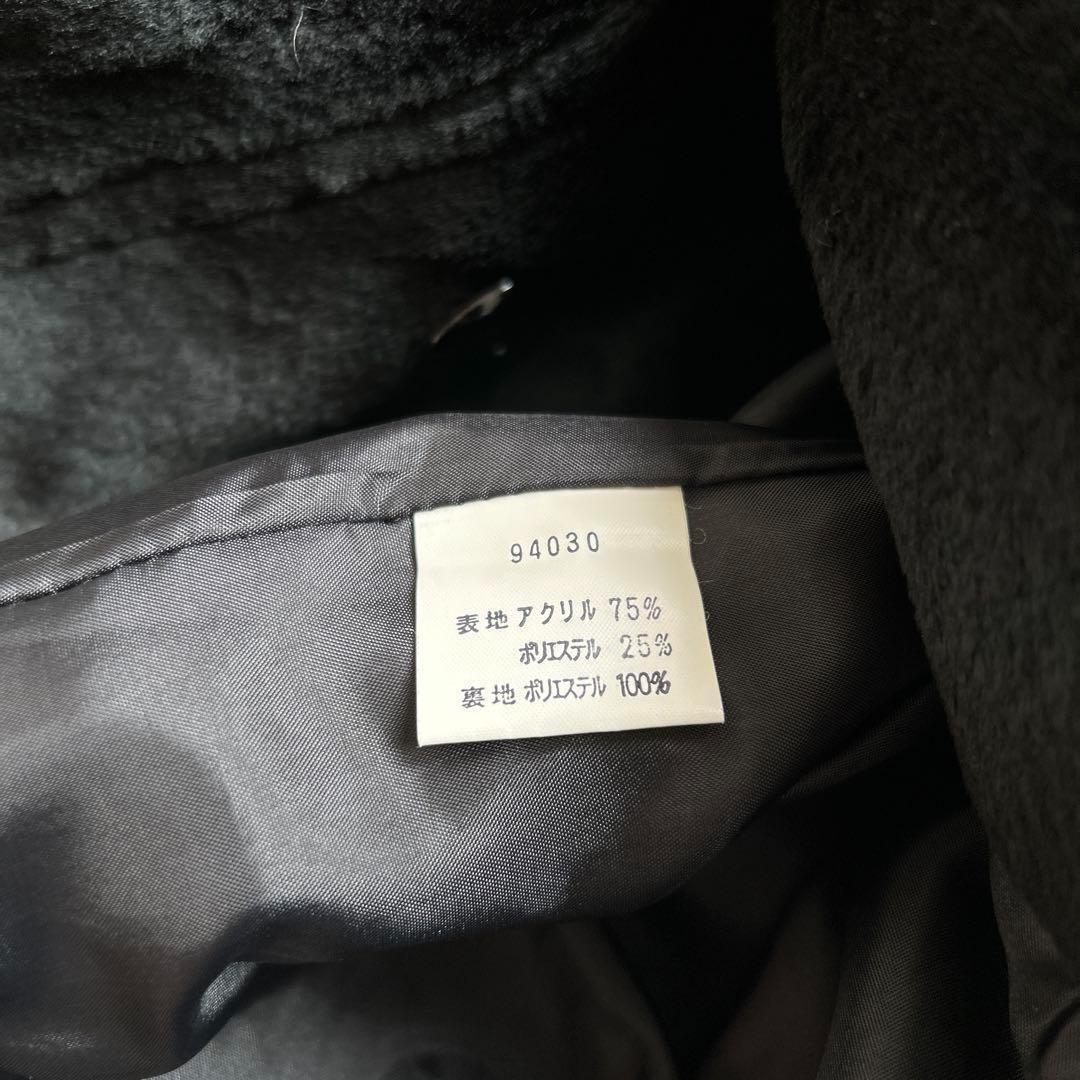 94030
表地 アクリル 75%
ポリエステル 25%
裏地 ポリエステル 100%